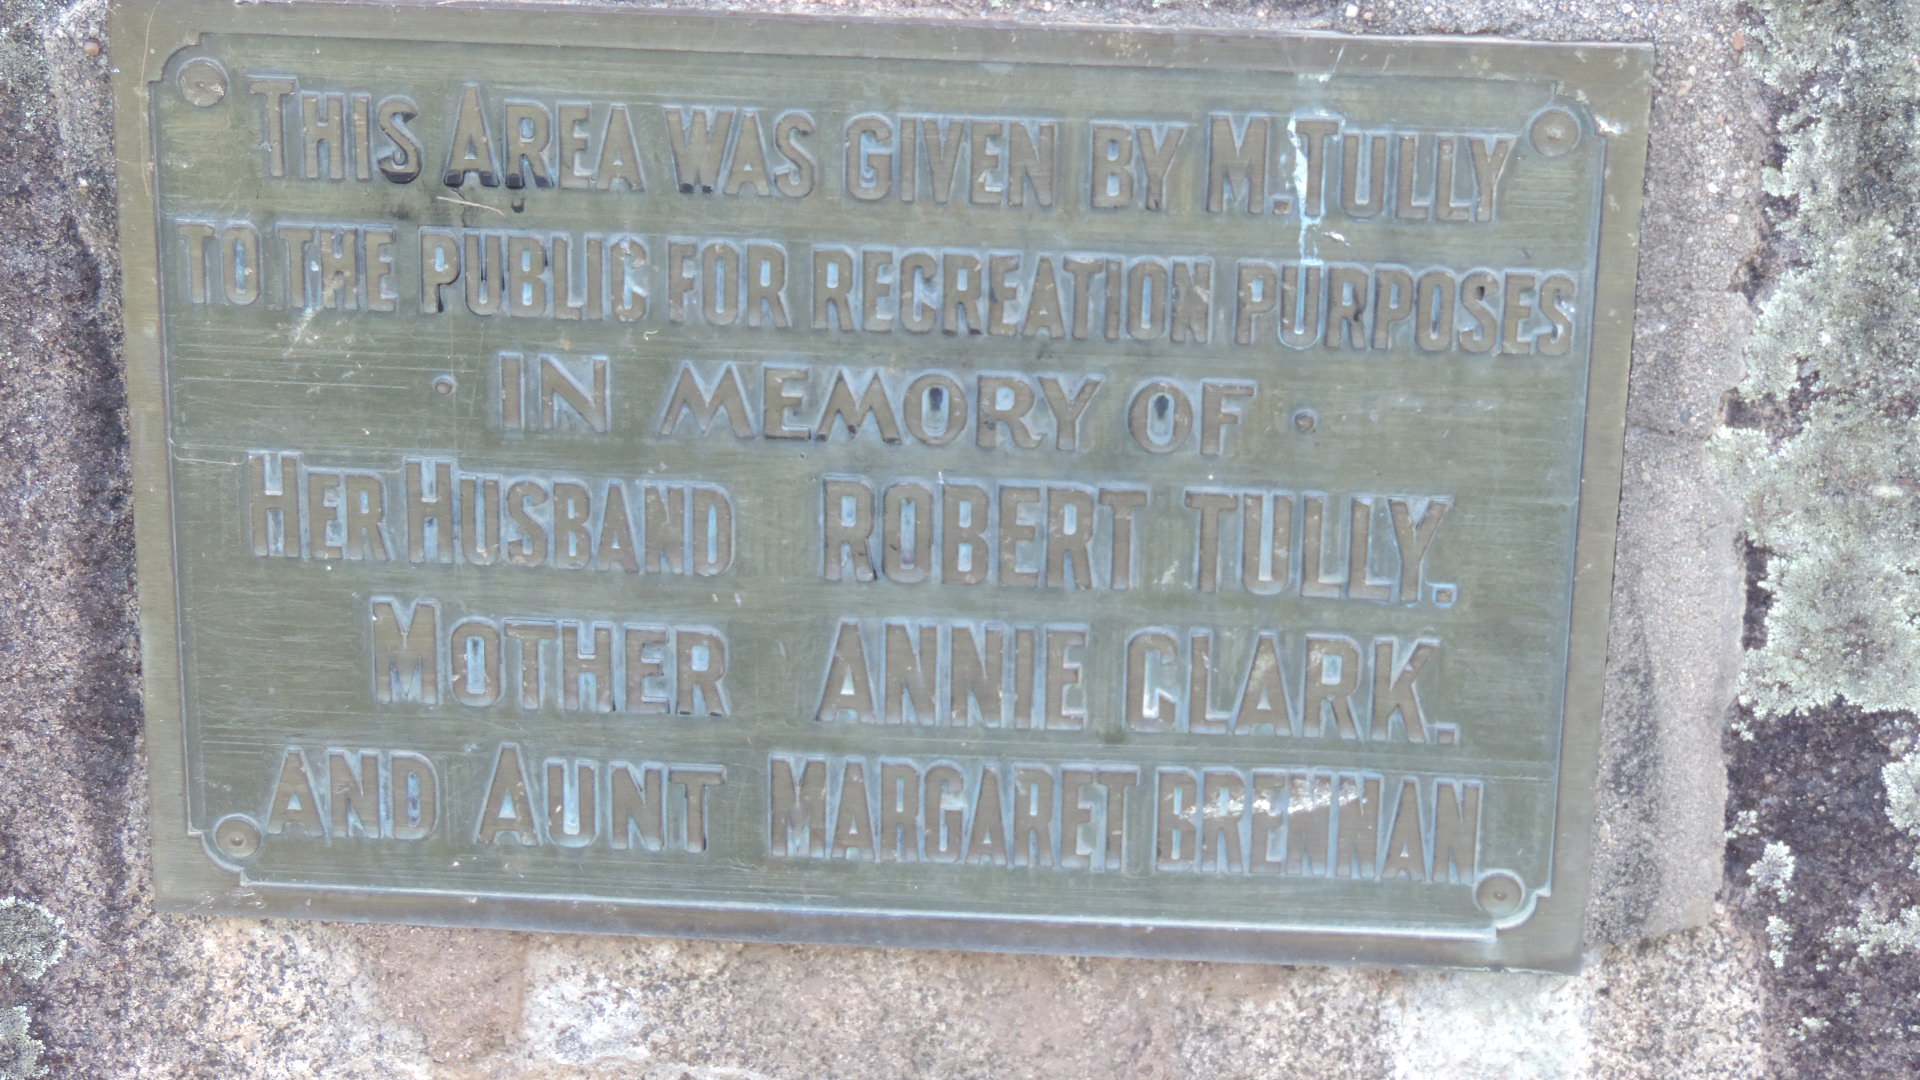 THIS AREA WAS GIVEN BY M. TULLY
TO THE PUBLIC FOR RECREATION PURPOSES
· IN MEMORY OF ·
HER HUSBAND ROBERT TULLY.
MOTHER ANNIE CLARK.
AND AUNT MARGARET BRENNAN